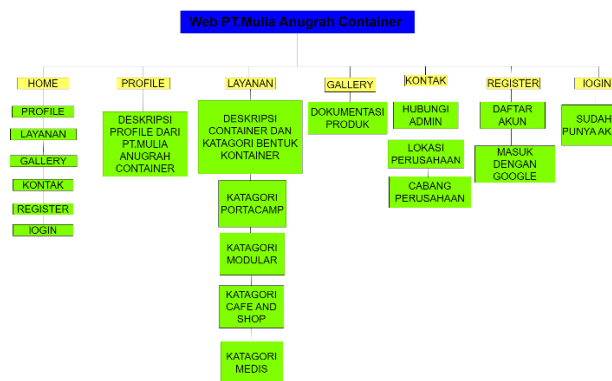 Web PT.Mulia Anugrah Container
HOME
PROFILE
LAYANAN
GALLERY
KONTAK
REGISTER
lOGIN
PROFILE
LAYANAN
GALLERY
KONTAK
REGISTER
lOGIN
DESKRIPSI
PROFILE DARI
PT.MULIA
ANUGRAH
CONTAINER
DESKRIPSI
CONTAINER DAN
KATAGORI BENTUK
KONTAINER
KATAGORI
PORTACAMP
KATAGORI
MODULAR
KATAGORI
CAFE AND
SHOP
KATAGORI
MEDIS
DOKUMENTASI
PRODUK
HUBUNGI
ADMIN
LOKASI
PERUSAHAAN
CABANG
PERUSAHAAN
DAFTAR
AKUN
MASUK
DENGAN
GOOGLE
SUDAH
PUNYA AK